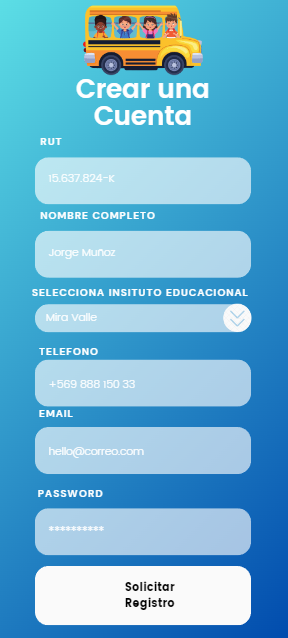 Crear una
Cuenta
RUT
15.637.824-K
NOMBRE COMPLETO
Jorge Muñoz
SELECCIONA INSITUTO EDUCACIONAL
Mira Valle
TELEFONO
+569 888 150 33
EMAIL
hello@correo.com
PASSWORD
**********
Solicitar
Registro